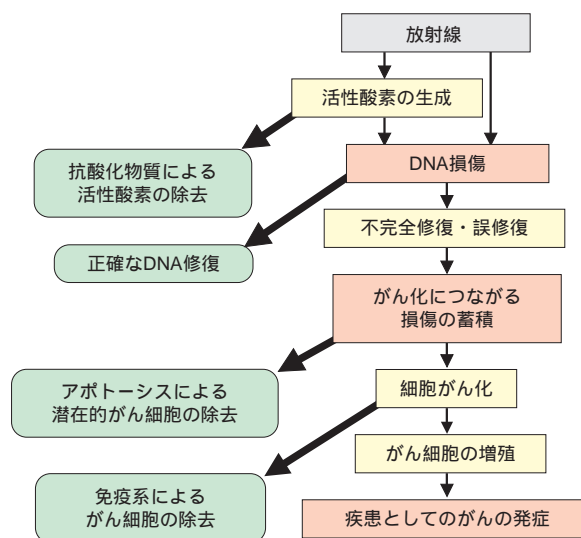 放射線
活性酸素の生成
抗酸化物質による
活性酸素の除去
DNA損傷
正確なDNA修復
不完全修復・誤修復
がん化につながる
損傷の蓄積
アポトーシスによる
潜在的がん細胞の除去
細胞がん化
がん細胞の増殖
免疫系による
がん細胞の除去
疾患としてのがんの発症